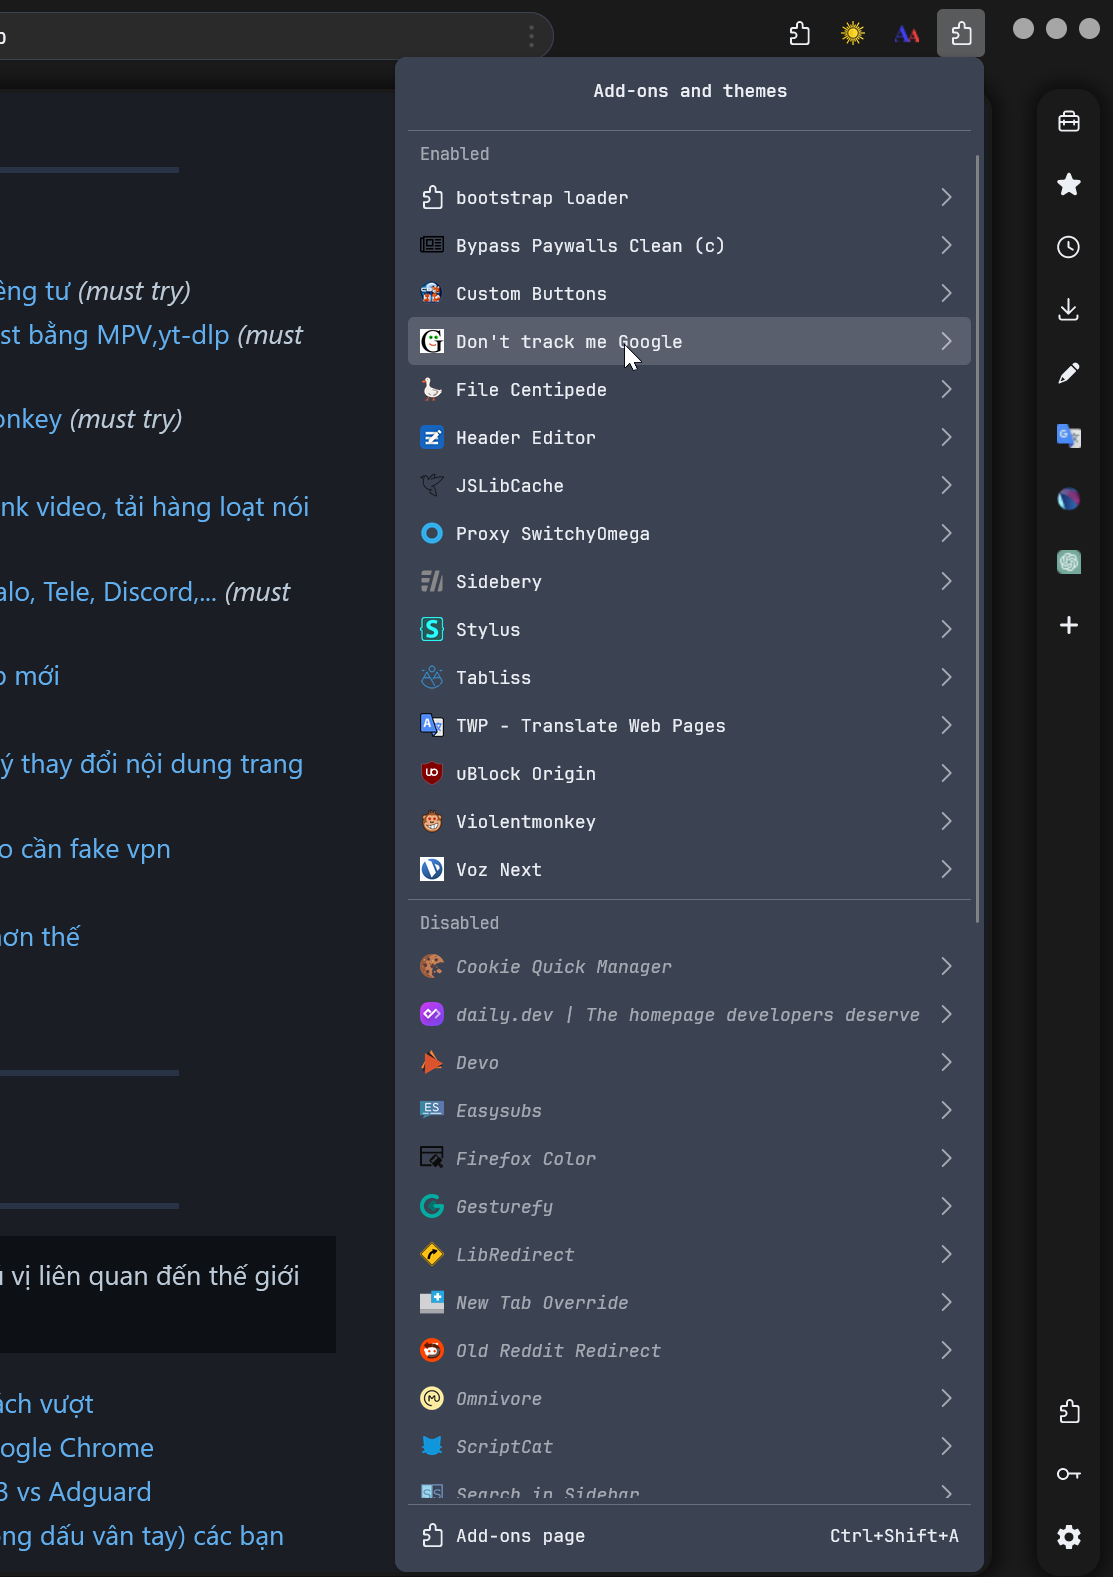 Add-ons and themes
Enabled
bootstrap loader
Bypass Paywalls Clean (c)
Custom Buttons
Don't track me Google
File Centipede
Header Editor
JSLibCache
Proxy SwitchyOmega
Sidebery
Stylus
Tabliss
TWP - Translate Web Pages
uBlock Origin
Violentmonkey
Voz Next
Disabled
Cookie Quick Manager
daily.dev | The homepage developers deserve
Devo
Easysubs
Firefox Color
Gesturefy
LibRedirect
New Tab Override
Old Reddit Redirect
Omnivore
ScriptCat
Search in Sidebar
Add-ons page Ctrl+Shift+A
êng tư (must try)
st bằng MPV,yt-dlp (must
onkey (must try)
nk video, tải hàng loạt nói
alo, Tele, Discord,... (must
mới
ý thay đổi nội dung trang
o cần fake vpn
hơn thế
vị liên quan đến thế giới
ách vượt
ogle Chrome
3 vs Adguard
ng dấu vân tay) các bạn